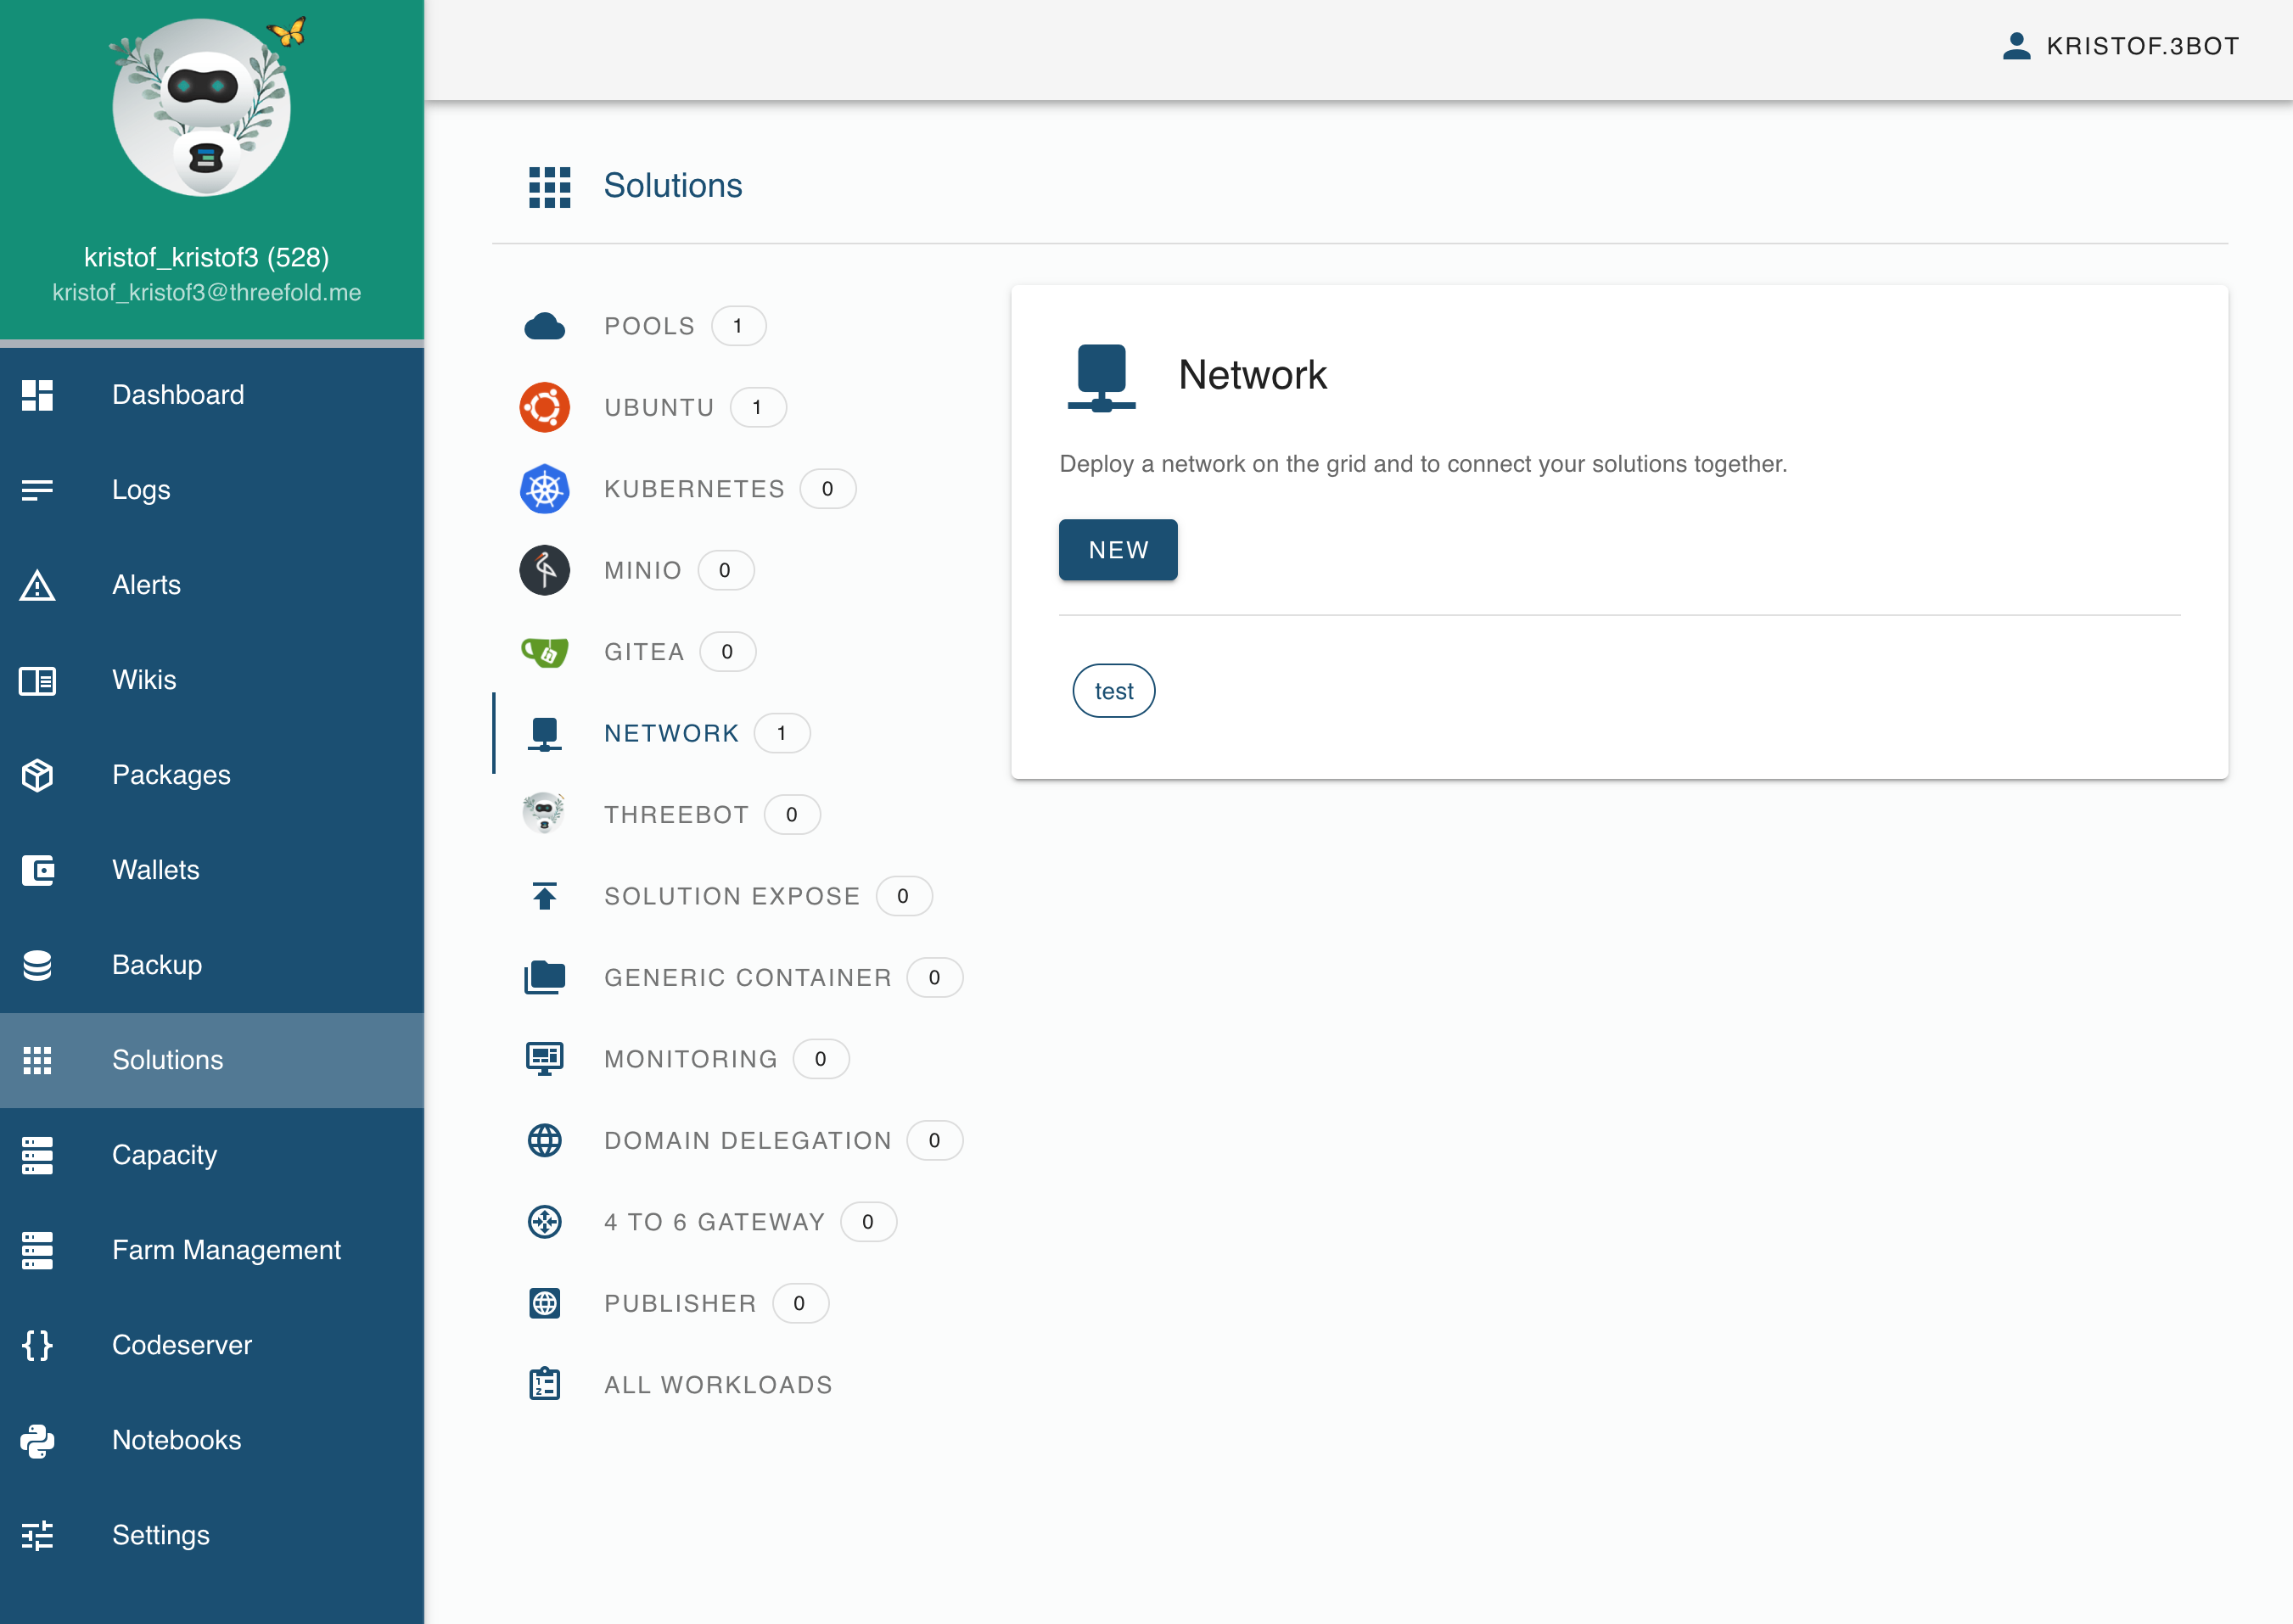 KRISTOF.3BOT
kristof_kristof3 (528)
kristof_kristof3@threefold.me
Dashboard
Logs
Alerts
Wikis
Packages
Wallets
Backup
Solutions
Capacity
Farm Management
Codeserver
Notebooks
Settings
Solutions
POOLS 1
UBUNTU 1
KUBERNETES 0
MINIO 0
GITEA 0
NETWORK 1
THREEBOT 0
SOLUTION EXPOSE 0
GENERIC CONTAINER 0
MONITORING 0
DOMAIN DELEGATION 0
4 TO 6 GATEWAY 0
PUBLISHER 0
ALL WORKLOADS
Network
Deploy a network on the grid and to connect your solutions together.
NEW
test